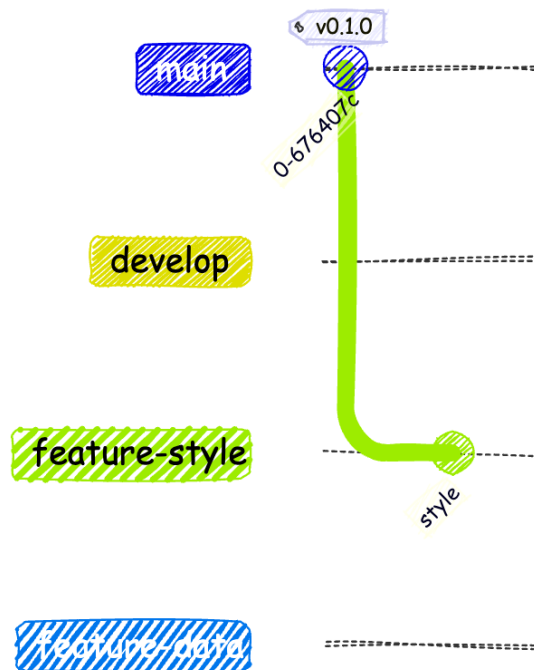 v0.1.0
main
0-676407c
develop
feature-style
style
feature-data